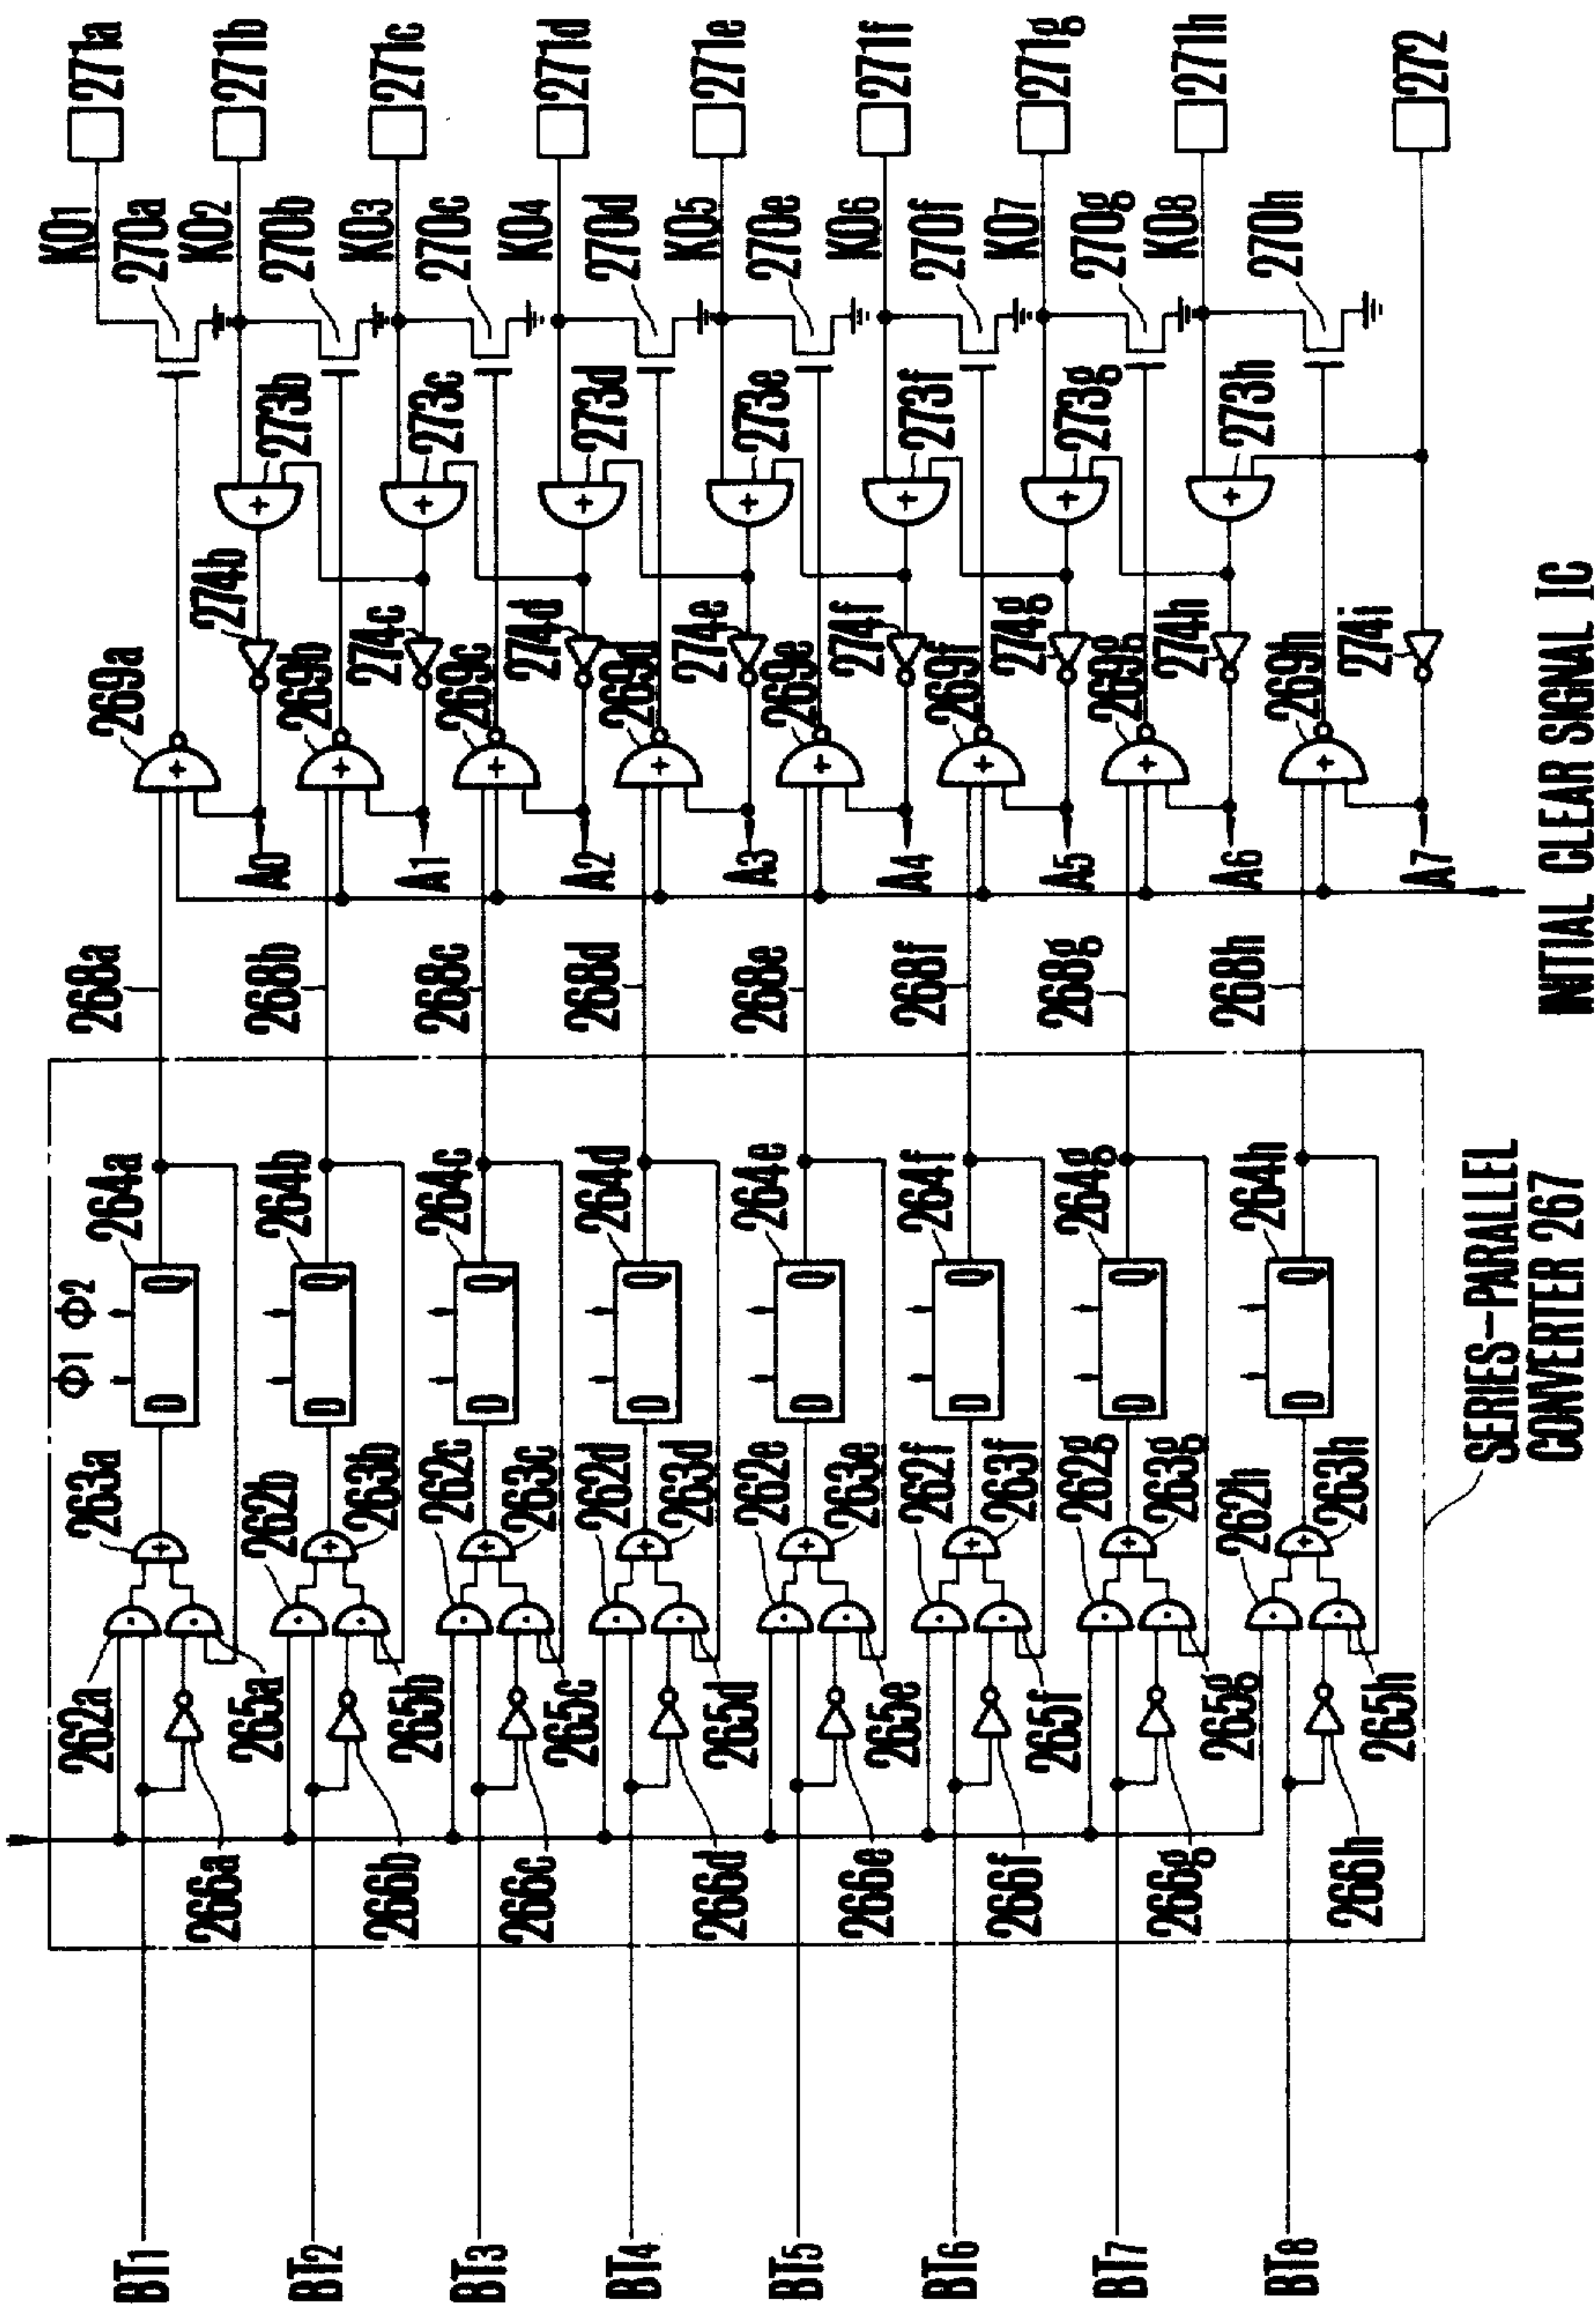 KO1
271a
270a
KO2
271b
270b
KO3
271c
270c
KO4
271d
270d
KO5
271e
270e
KO6
271f
270f
KO7
271g
270g
KO8
271h
270h
272
273b
273c
273d
273e
273f
273g
273h
269a
274b
269b
274c
269c
274d
269d
274e
269e
274f
269f
274g
269g
274h
269h
274i
A0
A1
A2
A3
A4
A5
A6
A7
INITIAL CLEAR SIGNAL IC
268a
268b
268c
268d
268e
268f
268g
268h
Φ1 Φ2
264a
264b
264c
264d
264e
264f
264g
264h
D Q
D Q
D Q
D Q
D Q
D Q
D Q
D Q
263a
262b
263b
262c
263c
262d
263d
262e
263e
262f
263f
262g
263g
262h
263h
262a
265a
265b
265c
265d
265e
265f
265g
265h
266a
266b
266c
266d
266e
266f
266g
266h
SERIES-PARALLEL
CONVERTER 267
BT1
BT2
BT3
BT4
BT5
BT6
BT7
BT8